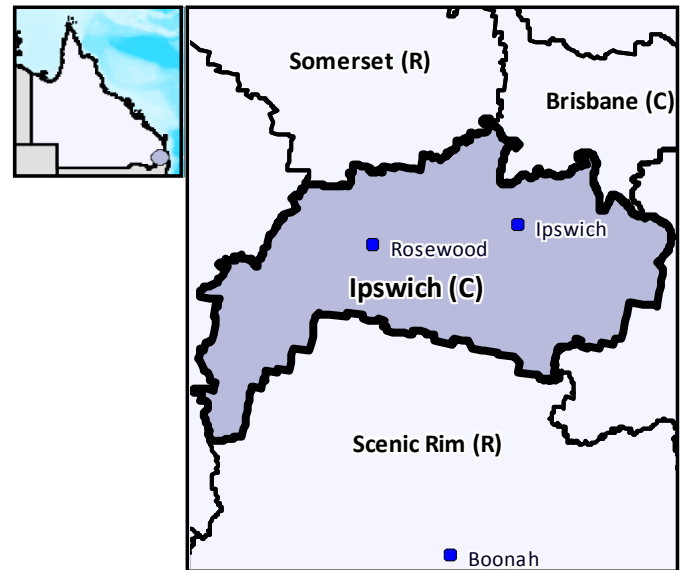 Somerset (R)
Brisbane (C)
Ipswich
Rosewood
Ipswich (C)
Scenic Rim (R)
Boonah